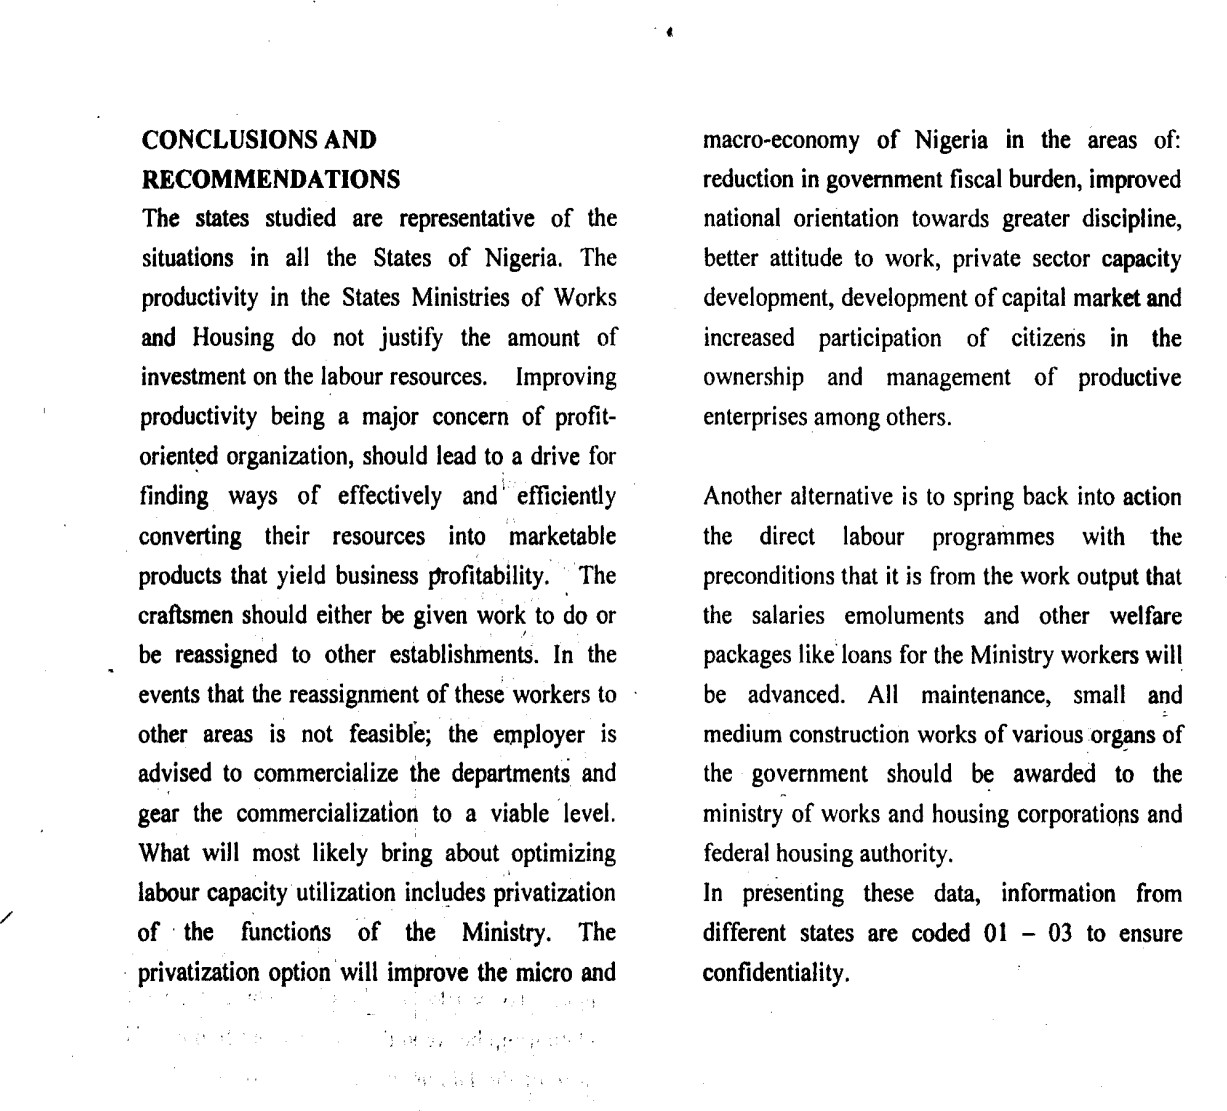 CONCLUSIONS AND
RECOMMENDATIONS
The states studied are representative of the
situations in all the States of Nigeria. The
productivity in the States Ministries of Works
and Housing do not justify the amount of
investment on the labour resources. Improving
productivity being a major concern of profit-
oriented organization, should lead to a drive for
finding ways of effectively and efficiently
converting their resources into marketable
products that yield business profitability. The
craftsmen should either be given work to do or
be reassigned to other establishments. In the
events that the reassignment of these workers to
other areas is not feasible; the employer is
advised to commercialize the departments and
gear the commercialization to a viable level.
What will most likely bring about optimizing
labour capacity utilization includes privatization
of the functions of the Ministry. The
privatization option will improve the micro and
macro-economy of Nigeria in the areas of:
reduction in government fiscal burden, improved
national orientation towards greater discipline,
better attitude to work, private sector capacity
development, development of capital market and
increased participation of citizens in the
ownership and management of productive
enterprises among others.
Another alternative is to spring back into action
the direct labour programmes with the
preconditions that it is from the work output that
the salaries emoluments and other welfare
packages like loans for the Ministry workers will
be advanced. All maintenance, small and
medium construction works of various organs of
the government should be awarded to the
ministry of works and housing corporations and
federal housing authority.
In presenting these data, information from
different states are coded 01 – 03 to ensure
confidentiality.